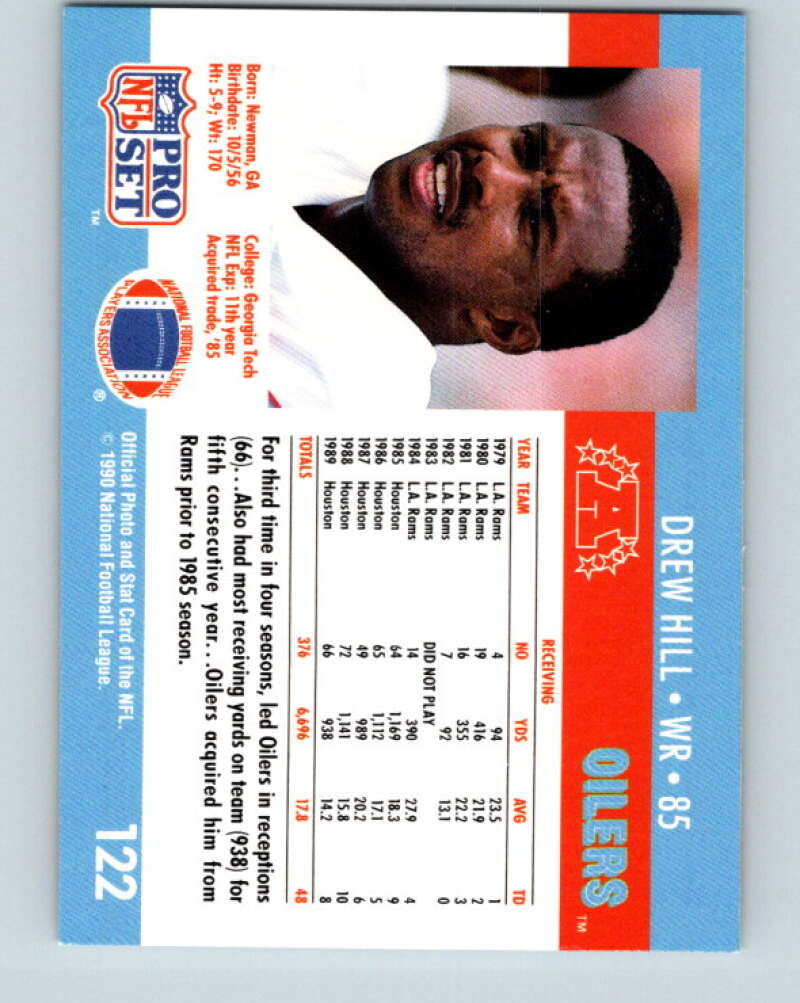 DREW HILL • WR • 85
A
OILERS™
Born: Newman, GA
Birthdate: 10/5/56
Ht: 5-9; Wt: 170
College: Georgia Tech
NFL Exp: 11th year
Acquired trade, '85
RECEIVING
YEAR TEAM NO YDS AVG TD
1979 L.A. Rams 4 94 23.5 1
1980 L.A. Rams 19 416 21.9 2
1981 L.A. Rams 16 355 22.2 3
1982 L.A. Rams 7 92 13.1 0
1983 L.A. Rams DID NOT PLAY
1984 L.A. Rams 14 390 27.9 4
1985 Houston 64 1,169 18.3 9
1986 Houston 65 1,112 17.1 5
1987 Houston 49 989 20.2 6
1988 Houston 72 1,141 15.8 10
1989 Houston 66 938 14.2 8
TOTALS 376 6,696 17.8 48
For third time in four seasons, led Oilers in receptions
(66)...Also had most receiving yards on team (938) for
fifth consecutive year...Oilers acquired him from
Rams prior to 1985 season.
NFL PRO SET™
NATIONAL FOOTBALL LEAGUE
PLAYERS ASSOCIATION ®
Official Photo and Stat Card of the NFL.
© 1990 National Football League.
122